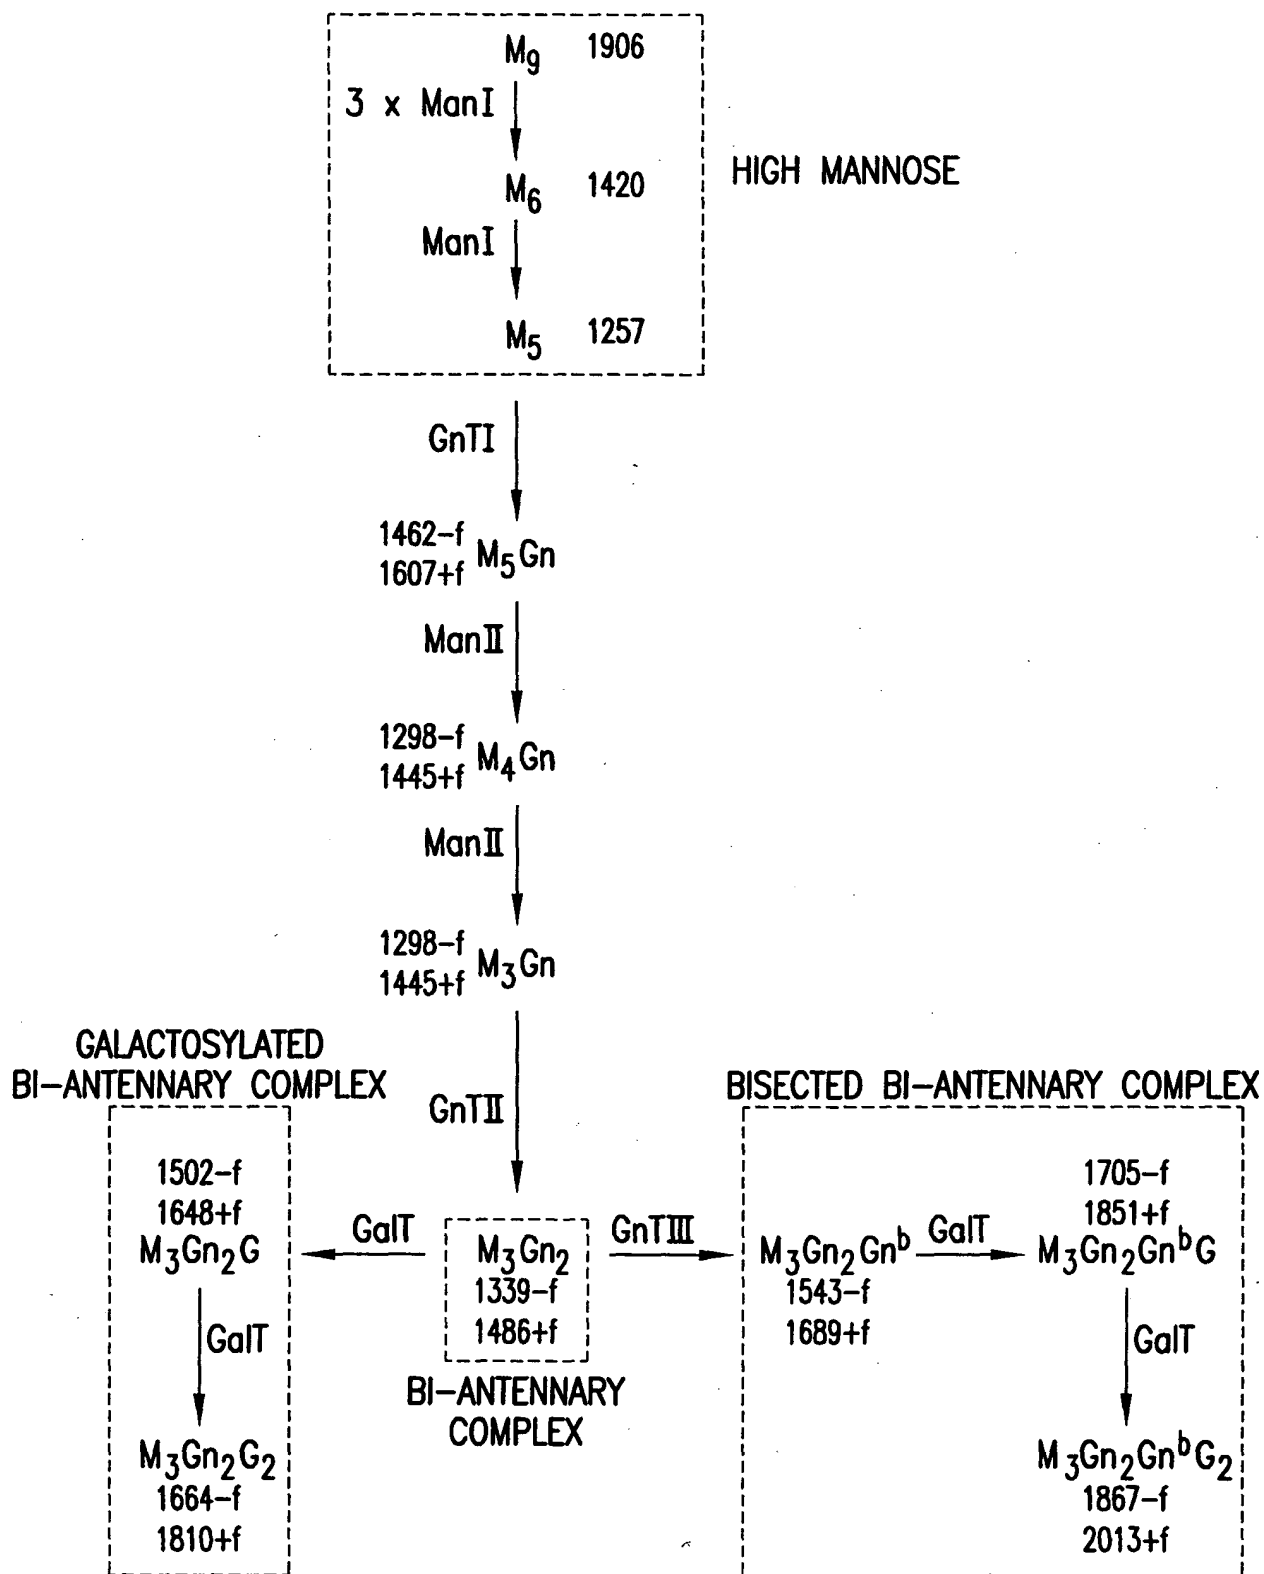 M9 1906
3 x ManI
M6 1420
HIGH MANNOSE
ManI
M5 1257
GnTI
1462-f
1607+f
M5Gn
ManII
1298-f
1445+f
M4Gn
ManII
1298-f
1445+f
M3Gn
GALACTOSYLATED
BI-ANTENNARY COMPLEX
GnTII
BISECTED BI-ANTENNARY COMPLEX
1502-f
1648+f
M3Gn2G
GalT
M3Gn2
1339-f
1486+f
GnTIII
M3Gn2Gnb
1543-f
1689+f
GalT
1705-f
1851+f
M3Gn2GnbG
GalT
GalT
BI-ANTENNARY
COMPLEX
M3Gn2G2
1664-f
1810+f
M3Gn2GnbG2
1867-f
2013+f